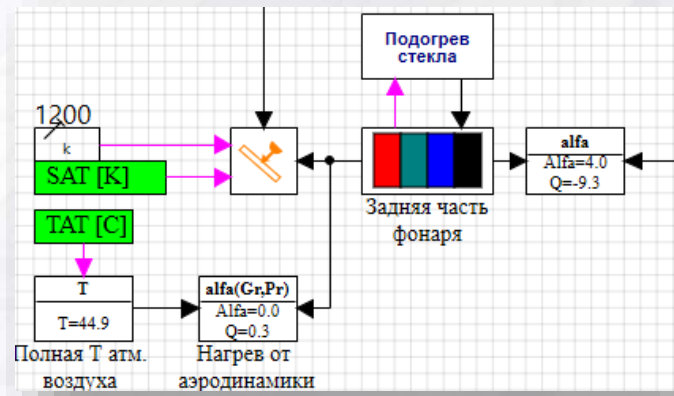 Подогрев
стекла
1200
k
SAT [K]
alfa
Alfa=4.0
Q=-9.3
Задняя часть
фонаря
TAT [C]
T
T=44.9
alfa(Gr,Pr)
Alfa=0.0
Q=0.3
Полная Т атм.
воздуха
Нагрев от
аэродинамики